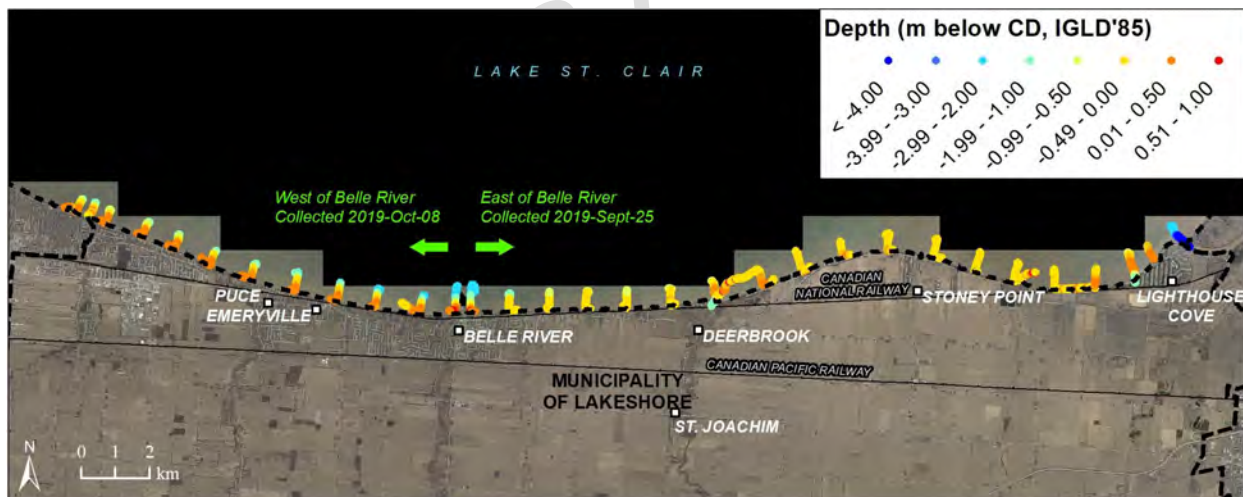 Depth (m below CD, IGLD'85)
< -4.00
-3.99 - -3.00
-2.99 - -2.00
-1.99 - -1.00
-0.99 - -0.50
-0.49 - 0.00
0.01 - 0.50
0.51 - 1.00
LAKE ST. CLAIR
West of Belle River
Collected 2019-Oct-08
East of Belle River
Collected 2019-Sept-25
PUCE
EMERYVILLE
BELLE RIVER
DEERBROOK
CANADIAN
NATIONAL RAILWAY
STONEY POINT
LIGHTHOUSE
COVE
CANADIAN PACIFIC RAILWAY
MUNICIPALITY
OF LAKESHORE
ST. JOACHIM
N
0 1 2
km